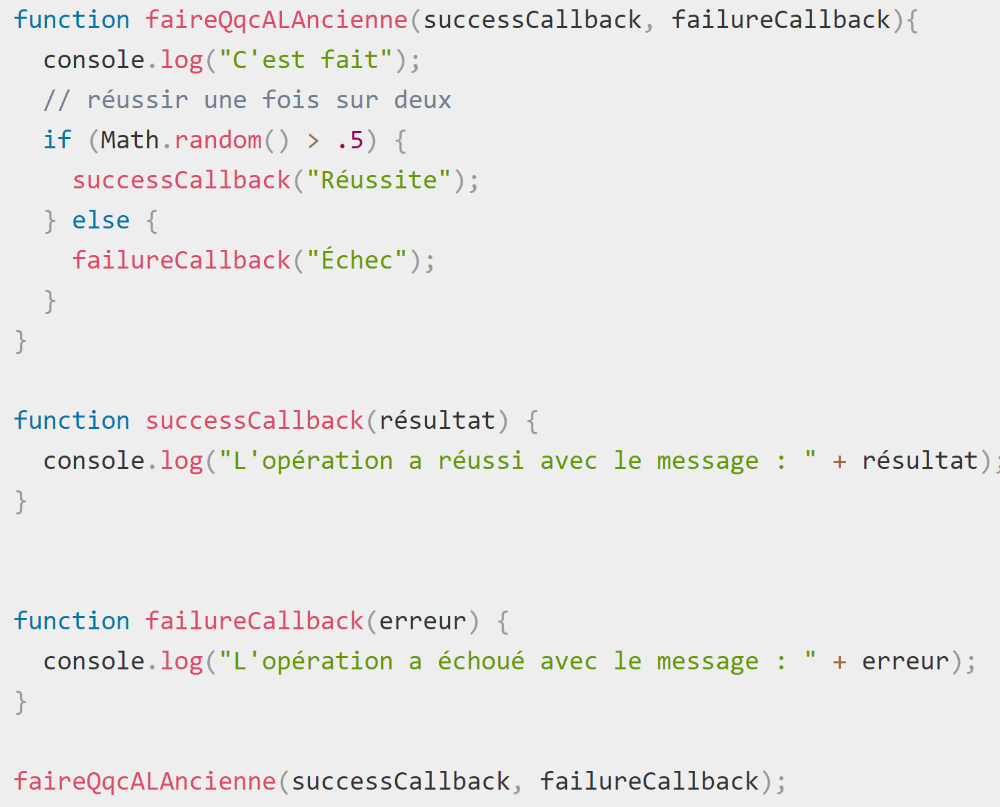 function faireQqcALAncienne(successCallback, failureCallback){
  console.log("C'est fait");
  // réussir une fois sur deux
  if (Math.random() > .5) {
    successCallback("Réussite");
  } else {
    failureCallback("Échec");
  }
}

function successCallback(résultat) {
  console.log("L'opération a réussi avec le message : " + résultat);
}


function failureCallback(erreur) {
  console.log("L'opération a échoué avec le message : " + erreur);
}

faireQqcALAncienne(successCallback, failureCallback);